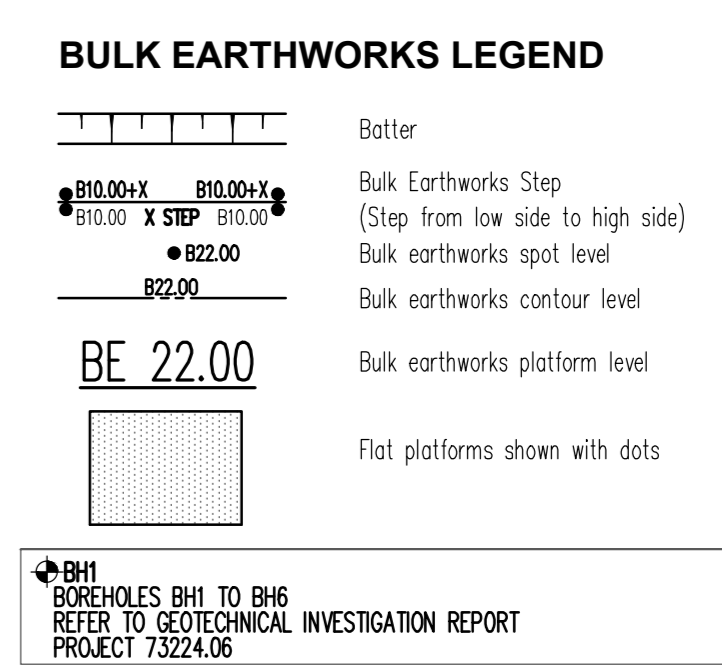 BULK EARTHWORKS LEGEND
Batter
B10.00+X B10.00+X Bulk Earthworks Step
B10.00 X STEP B10.00 (Step from low side to high side)
B22.00 Bulk earthworks spot level
B22.00 Bulk earthworks contour level
BE 22.00 Bulk earthworks platform level
Flat platforms shown with dots
BH1
BOREHOLES BH1 TO BH6
REFER TO GEOTECHNICAL INVESTIGATION REPORT
PROJECT 73224.06